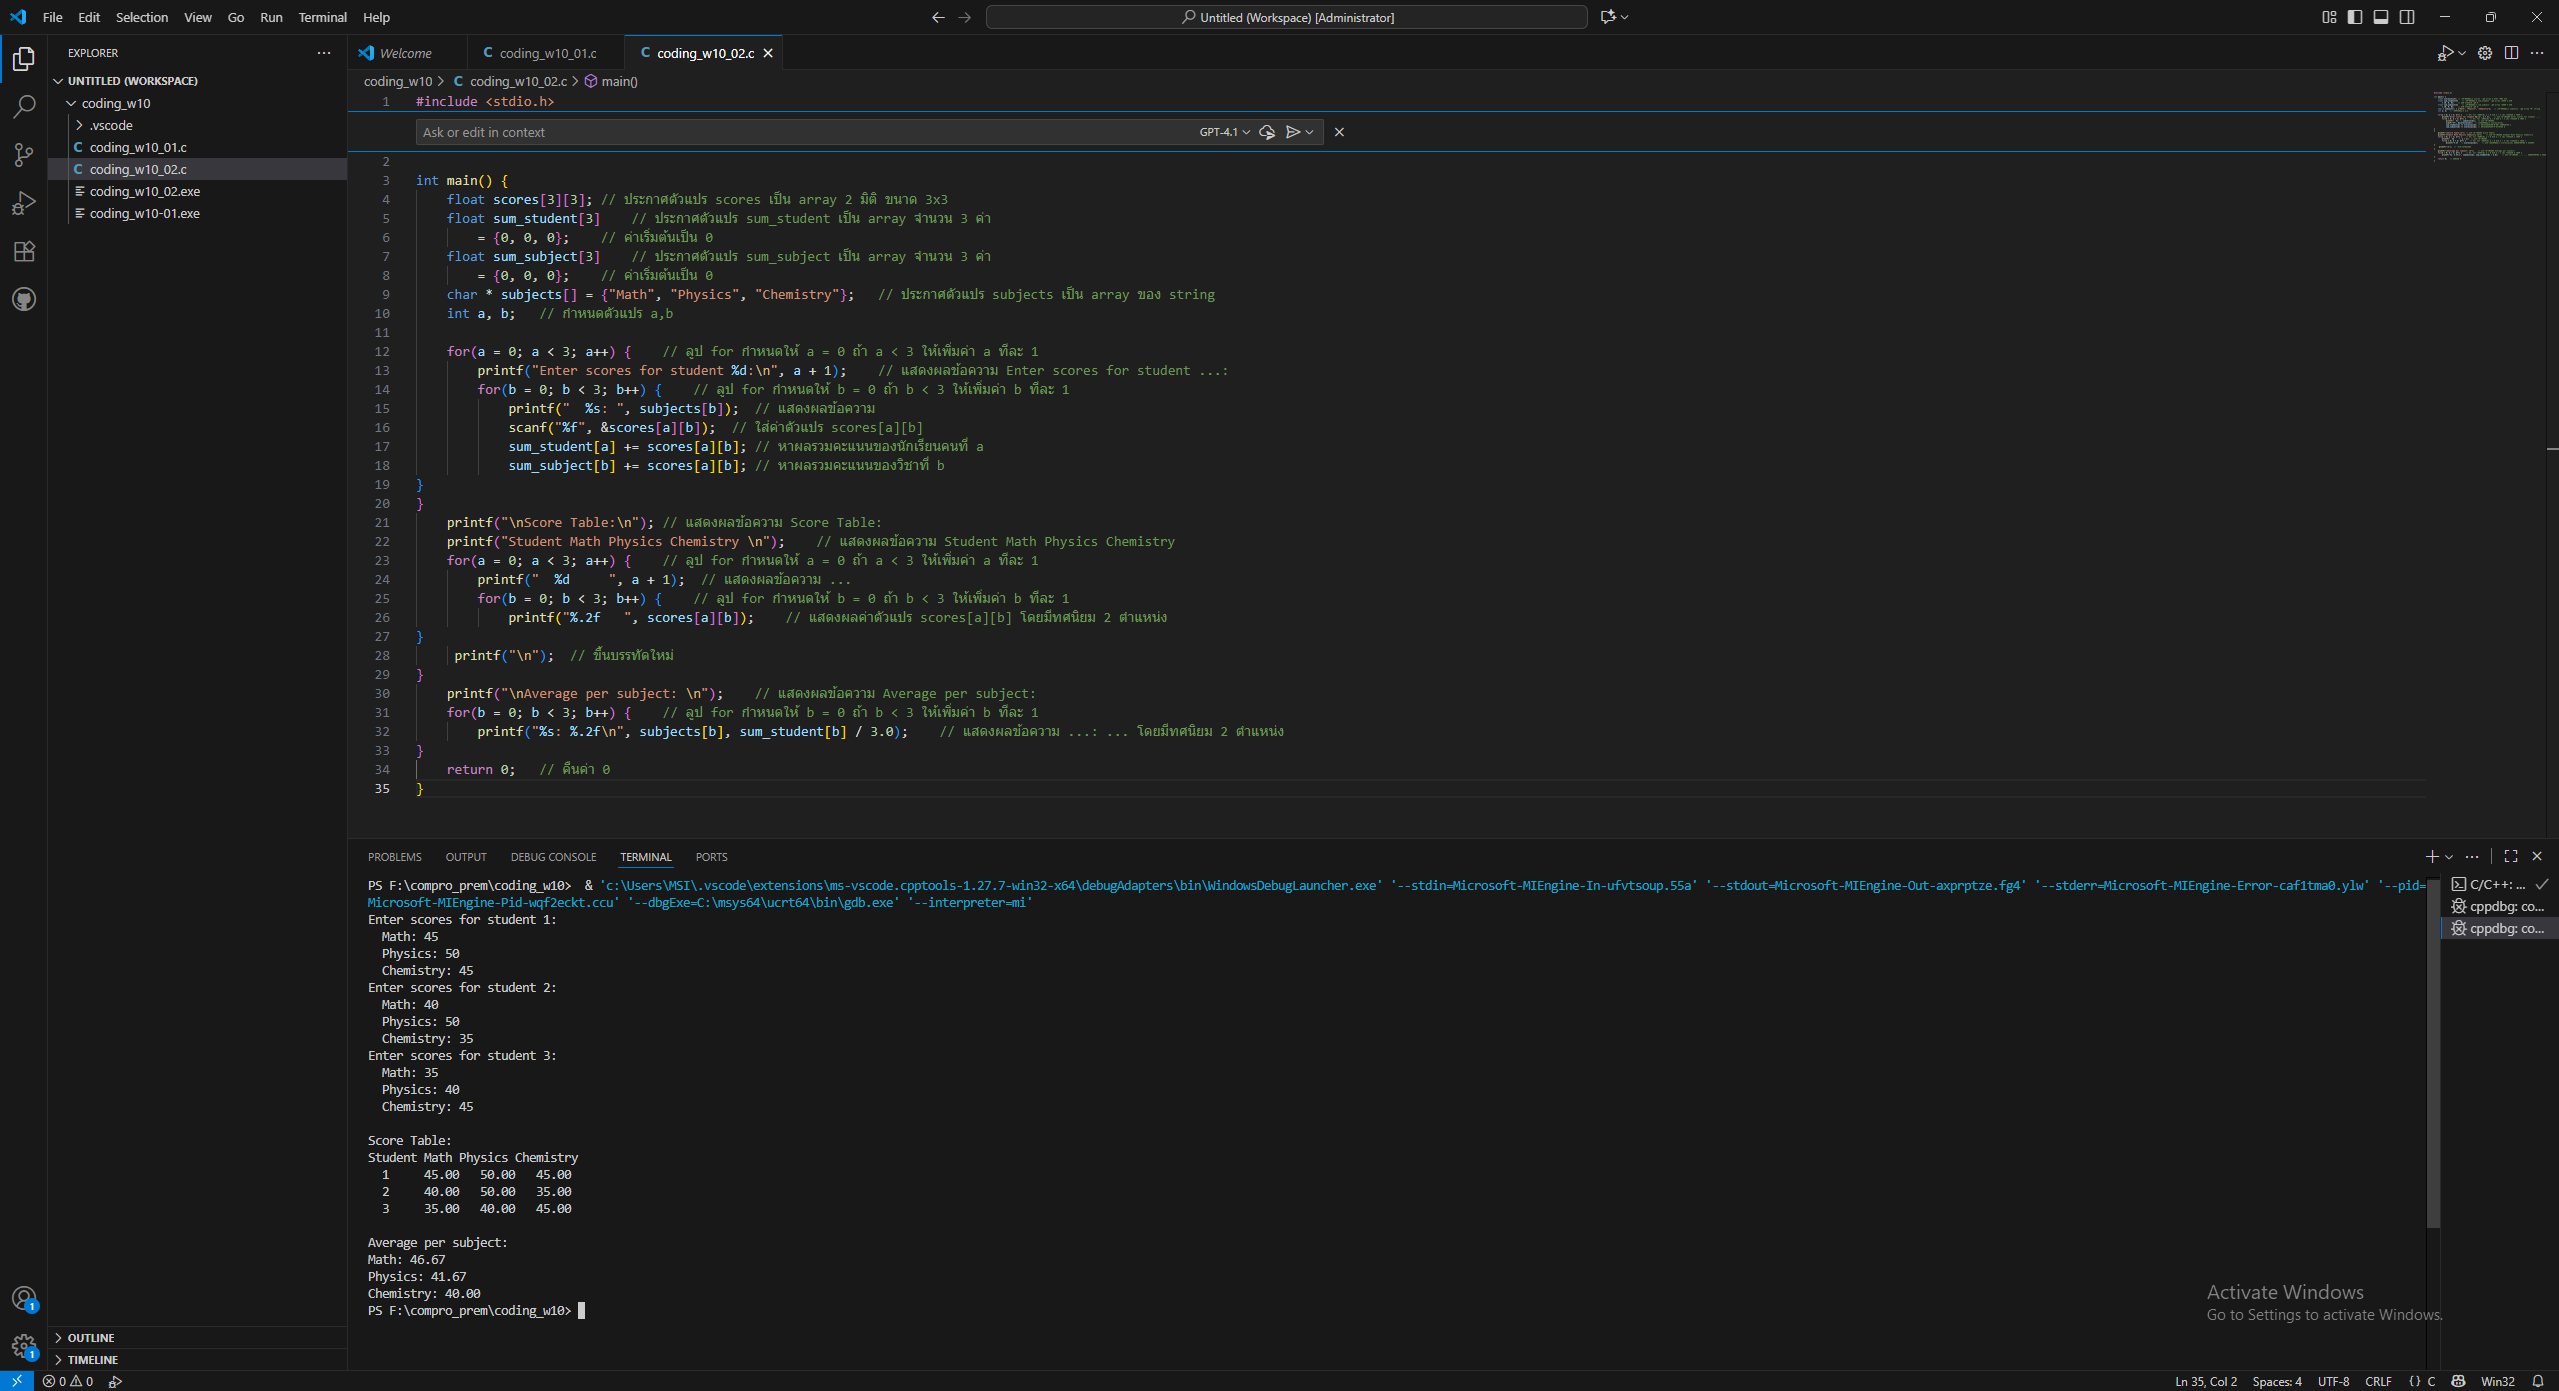 File Edit Selection View Go Run Terminal Help
Untitled (Workspace) [Administrator]
EXPLORER
UNTITLED (WORKSPACE)
coding_w10
.vscode
coding_w10_01.c
coding_w10_02.c
coding_w10_02.exe
coding_w10-01.exe
OUTLINE
TIMELINE
Welcome
coding_w10_01.c
coding_w10_02.c
coding_w10 > coding_w10_02.c > main()
1 #include <stdio.h>
Ask or edit in context GPT-4.1
2
3 int main() {
4 float scores[3][3]; // ประกาศตัวแปร scores เป็น array 2 มิติ ขนาด 3x3
5 float sum_student[3] // ประกาศตัวแปร sum_student เป็น array จำนวน 3 ค่า
6 = {0, 0, 0}; // ค่าเริ่มต้นเป็น 0
7 float sum_subject[3] // ประกาศตัวแปร sum_subject เป็น array จำนวน 3 ค่า
8 = {0, 0, 0}; // ค่าเริ่มต้นเป็น 0
9 char * subjects[] = {"Math", "Physics", "Chemistry"}; // ประกาศตัวแปร subjects เป็น array ของ string
10 int a, b; // กำหนดตัวแปร a,b
11
12 for(a = 0; a < 3; a++) { // ลูป for กำหนดให้ a = 0 ถ้า a < 3 ให้เพิ่มค่า a ทีละ 1
13 printf("Enter scores for student %d:\n", a + 1); // แสดงผลข้อความ Enter scores for student ...:
14 for(b = 0; b < 3; b++) { // ลูป for กำหนดให้ b = 0 ถ้า b < 3 ให้เพิ่มค่า b ทีละ 1
15 printf("  %s: ", subjects[b]); // แสดงผลข้อความ
16 scanf("%f", &scores[a][b]); // ใส่ค่าตัวแปร scores[a][b]
17 sum_student[a] += scores[a][b]; // หาผลรวมคะแนนของนักเรียนคนที่ a
18 sum_subject[b] += scores[a][b]; // หาผลรวมคะแนนของวิชาที่ b
19 }
20 }
21 printf("\nScore Table:\n"); // แสดงผลข้อความ Score Table:
22 printf("Student Math Physics Chemistry \n"); // แสดงผลข้อความ Student Math Physics Chemistry
23 for(a = 0; a < 3; a++) { // ลูป for กำหนดให้ a = 0 ถ้า a < 3 ให้เพิ่มค่า a ทีละ 1
24 printf("  %d     ", a + 1); // แสดงผลข้อความ ...
25 for(b = 0; b < 3; b++) { // ลูป for กำหนดให้ b = 0 ถ้า b < 3 ให้เพิ่มค่า b ทีละ 1
26 printf("%.2f   ", scores[a][b]); // แสดงผลค่าตัวแปร scores[a][b] โดยมีทศนิยม 2 ตำแหน่ง
27 }
28 printf("\n"); // ขึ้นบรรทัดใหม่
29 }
30 printf("\nAverage per subject: \n"); // แสดงผลข้อความ Average per subject:
31 for(b = 0; b < 3; b++) { // ลูป for กำหนดให้ b = 0 ถ้า b < 3 ให้เพิ่มค่า b ทีละ 1
32 printf("%s: %.2f\n", subjects[b], sum_student[b] / 3.0); // แสดงผลข้อความ ...: ... โดยมีทศนิยม 2 ตำแหน่ง
33 }
34 return 0; // คืนค่า 0
35 }
PROBLEMS OUTPUT DEBUG CONSOLE TERMINAL PORTS
PS F:\compro_prem\coding_w10>  & 'c:\Users\MSI\.vscode\extensions\ms-vscode.cpptools-1.27.7-win32-x64\debugAdapters\bin\WindowsDebugLauncher.exe' '--stdin=Microsoft-MIEngine-In-ufvtsoup.55a' '--stdout=Microsoft-MIEngine-Out-axprptze.fg4' '--stderr=Microsoft-MIEngine-Error-caf1tma0.ylw' '--pid=
Microsoft-MIEngine-Pid-wqf2eckt.ccu' '--dbgExe=C:\msys64\ucrt64\bin\gdb.exe' '--interpreter=mi'
Enter scores for student 1:
Math: 45
Physics: 50
Chemistry: 45
Enter scores for student 2:
Math: 40
Physics: 50
Chemistry: 35
Enter scores for student 3:
Math: 35
Physics: 40
Chemistry: 45
Score Table:
Student Math Physics Chemistry
1 45.00 50.00 45.00
2 40.00 50.00 35.00
3 35.00 40.00 45.00
Average per subject:
Math: 46.67
Physics: 41.67
Chemistry: 40.00
PS F:\compro_prem\coding_w10>
C/C++: ...
cppdbg: co...
cppdbg: co...
Activate Windows
Go to Settings to activate Windows.
1
1
0 0
Ln 35, Col 2 Spaces: 4 UTF-8 CRLF {} C Win32